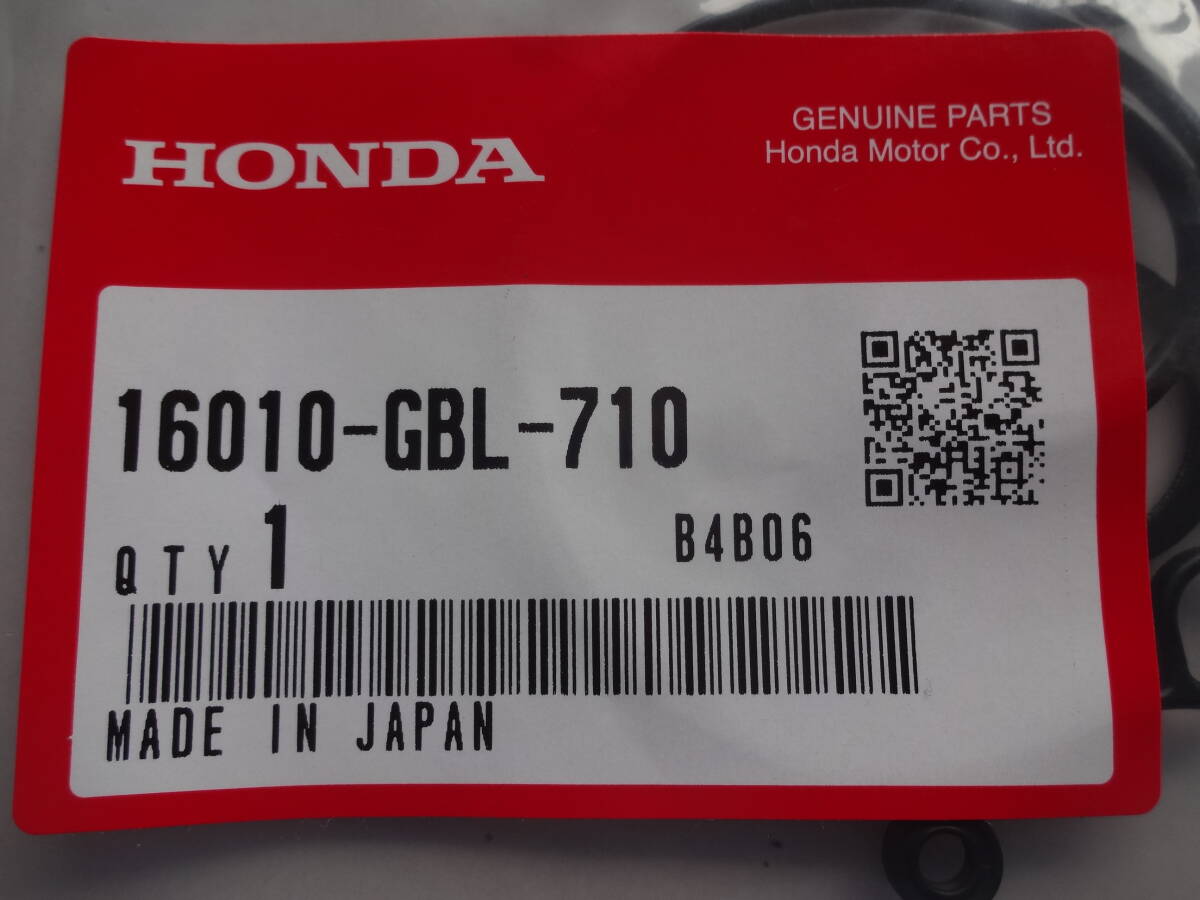 HONDA
GENUINE PARTS
Honda Motor Co., Ltd.
16010-GBL-710
QTY 1
B4B06
MADE IN JAPAN